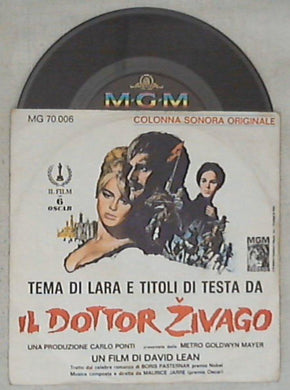 M-G-M
MG 70.006
COLONNA SONORA ORIGINALE
IL FILM
6
OSCAR
MGM
TEMA DI LARA E TITOLI DI TESTA DA
IL DOTTOR ŽIVAGO
UNA PRODUZIONE CARLO PONTI presentata dalla METRO GOLDWYN MAYER
UN FILM DI DAVID LEAN
Tratto dal celebre romanzo di BORIS PASTERNAK premio Nobel
Musica composta e diretta da MAURICE JARRE (premio Oscar)